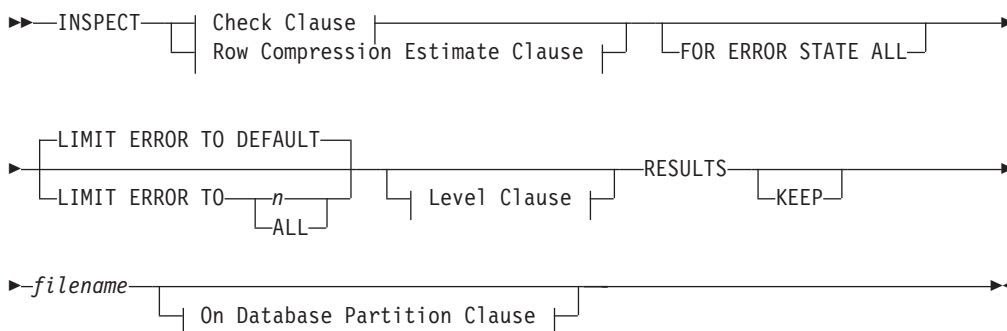 INSPECT Check Clause
Row Compression Estimate Clause FOR ERROR STATE ALL
LIMIT ERROR TO DEFAULT
RESULTS
LIMIT ERROR TO n Level Clause KEEP
ALL
filename
On Database Partition Clause